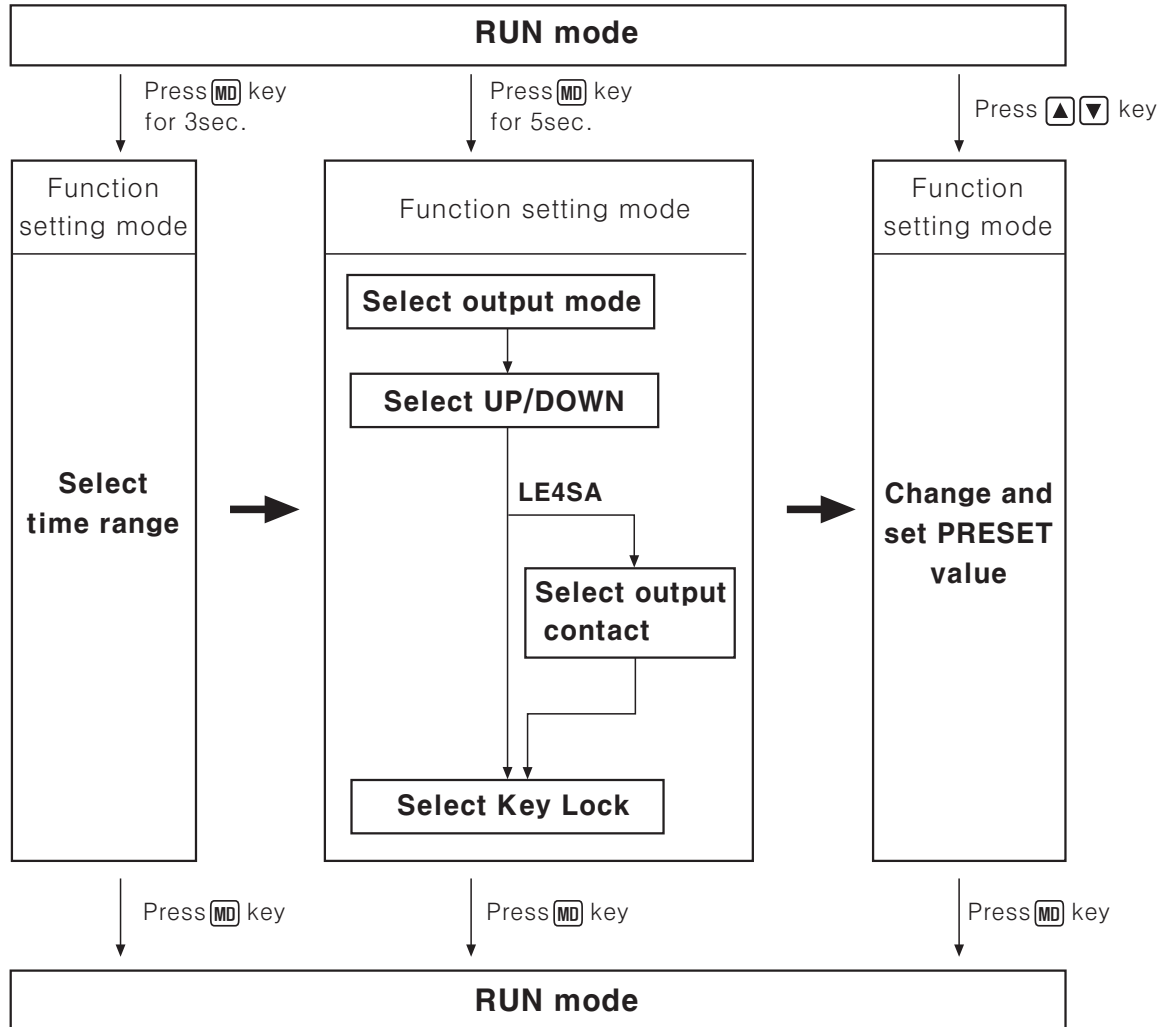 RUN mode
Press MD key
for 3sec.
Press MD key
for 5sec.
Press ▲ ▼ key
Function
setting mode
Select
time range
Function setting mode
Select output mode
Select UP/DOWN
LE4SA
Select output
contact
Select Key Lock
Function
setting mode
Change and
set PRESET
value
Press MD key
Press MD key
Press MD key
RUN mode